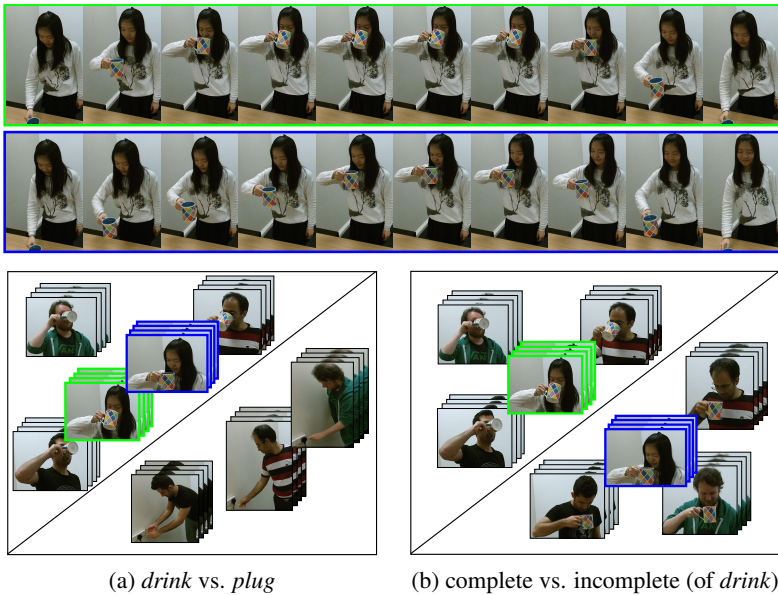 (a) drink vs. plug
(b) complete vs. incomplete (of drink)